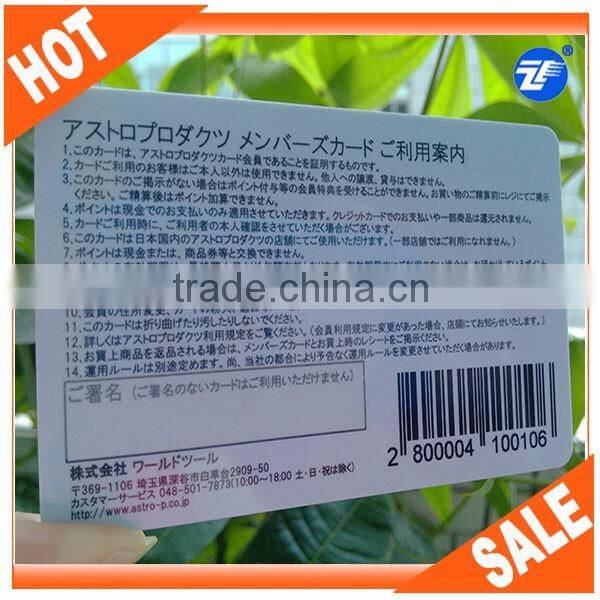 HOT
®
アストロプロダクツ メンバーズカード ご利用案内
1.このカードは、アストロプロダクツカード会員であることを証明するものです。
2.カードご利用のお客様はご本人以外は使用できません。他人への譲渡、貸与はできません。
3.このカードのご掲示がない場合はポイント付与等の会員特典を受けることができません。お買い物のご精算前にレジにてご掲示
ください。ご精算後はポイント加算できません。
4.ポイントは現金でのお支払いのみ適用させていただきます。クレジットカードでのお支払いや一部商品は還元されません。
5.カードご利用時に、ご利用者の本人確認をさせていただく場合がございます。
6.このカードは日本国内のアストロプロダクツの店舗にてご使用いただけます。(一部店舗ではご利用になれません。)
7.ポイントは現金または、商品券等と交換できません。
trade.china.cn
10.会員の住所変更、カードの紛失、
11.このカードは折り曲げたり汚したりしないでください。
12.詳しくはアストロプロダクツ利用規定をご覧ください。(会員利用規定に変更があった場合、店頭にてお知らせいたします。
13.お買上商品を返品される場合は、メンバーズカードとお買上時のレシートをご掲示ください。
14.運用ルールは別途定めます。尚、当社の都合により予告なく運用ルールを変更させていただく場合があります。
ご署名(ご署名のないカードはご利用いただけません)
2 800004 100106
株式会社 ワールドツール
〒369-1106 埼玉県深谷市白草台2909-50
カスタマーサービス 048-501-7873(10:00~18:00 土・日・祝は除く)
www.astro-p.co.jp
SALE